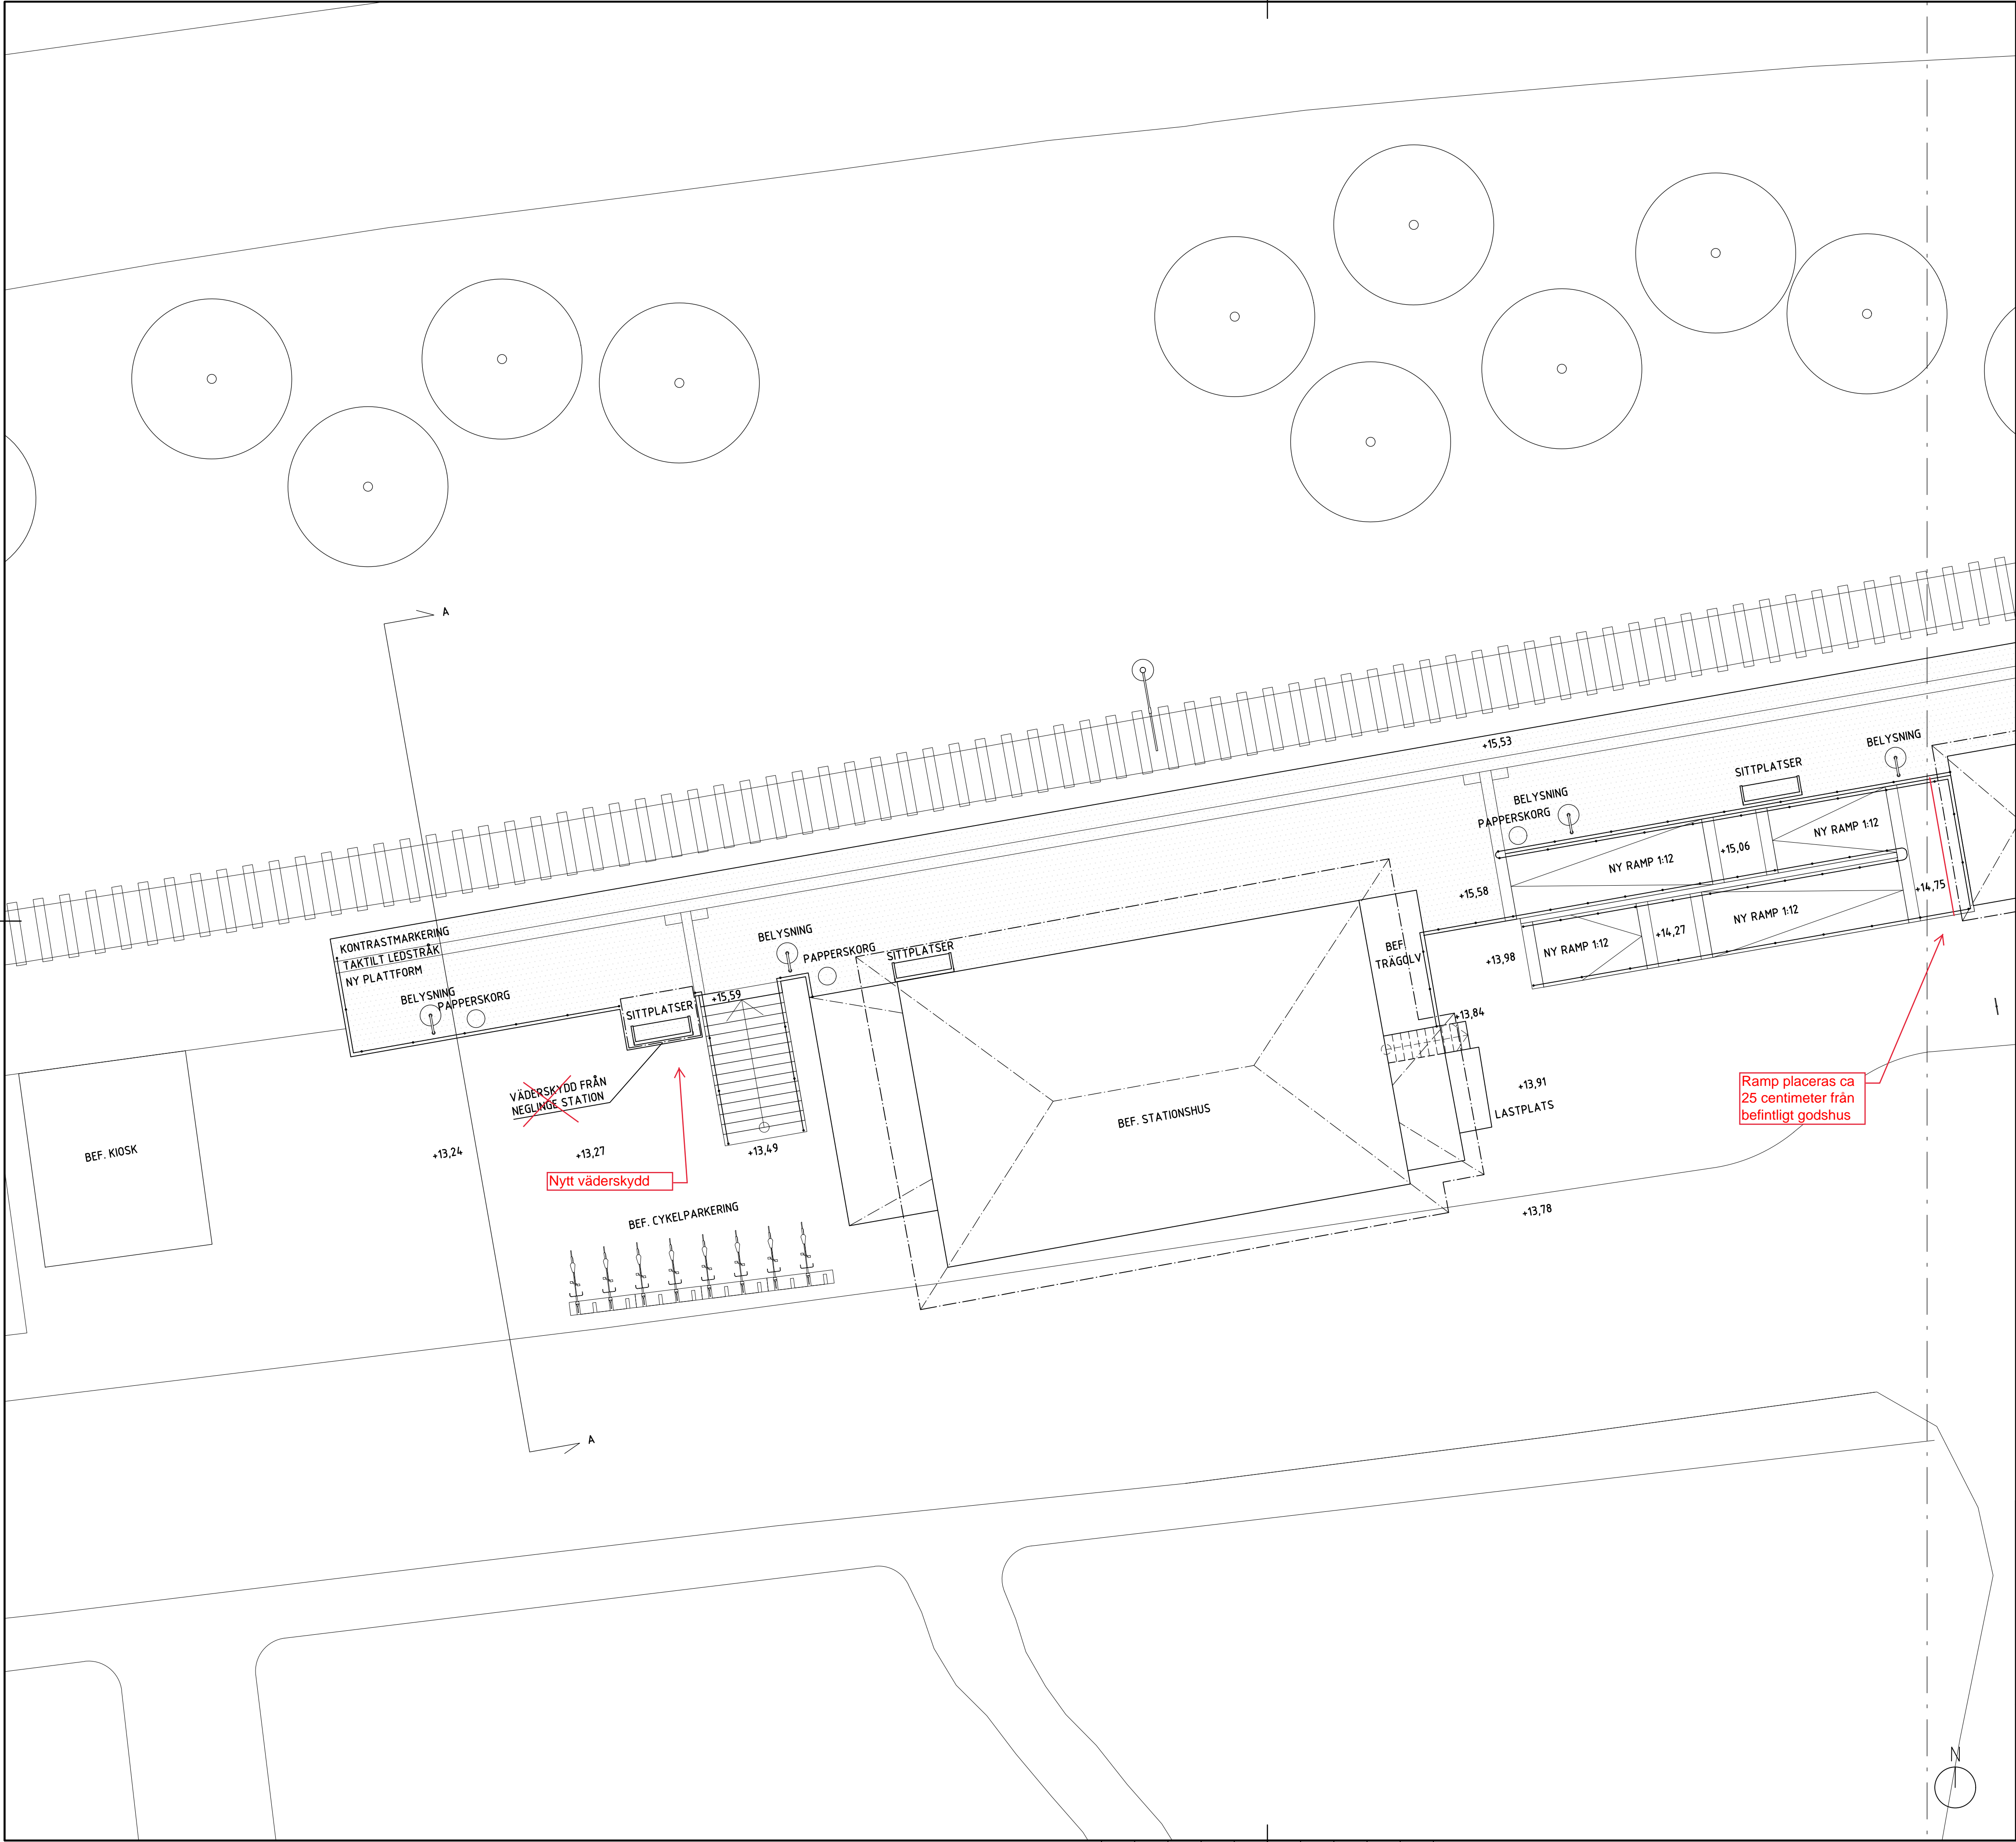 A
+15,53
BELYSNING
SITTPLATSER
BELYSNING
PAPPERSKORG
NY RAMP 1:12
+15,06
NY RAMP 1:12
+15,58
+14,75
NY RAMP 1:12
+14,27
NY RAMP 1:12
+13,98
KONTRASTMARKERING
TAKTILT LEDSTRÅK
NY PLATTFORM
BELYSNING
PAPPERSKORG
BELYSNING
PAPPERSKORG
SITTPLATSER
BEF.
TRÄGOLV
SITTPLATSER
+15,59
+13,84
VÄDERSKYDD FRÅN
NEGLINGE STATION
+13,91
LASTPLATS
Ramp placeras ca
25 centimeter från
befintligt godshus
BEF. STATIONSHUS
BEF. KIOSK
+13,24
+13,27
+13,49
Nytt väderskydd
BEF. CYKELPARKERING
+13,78
A
N